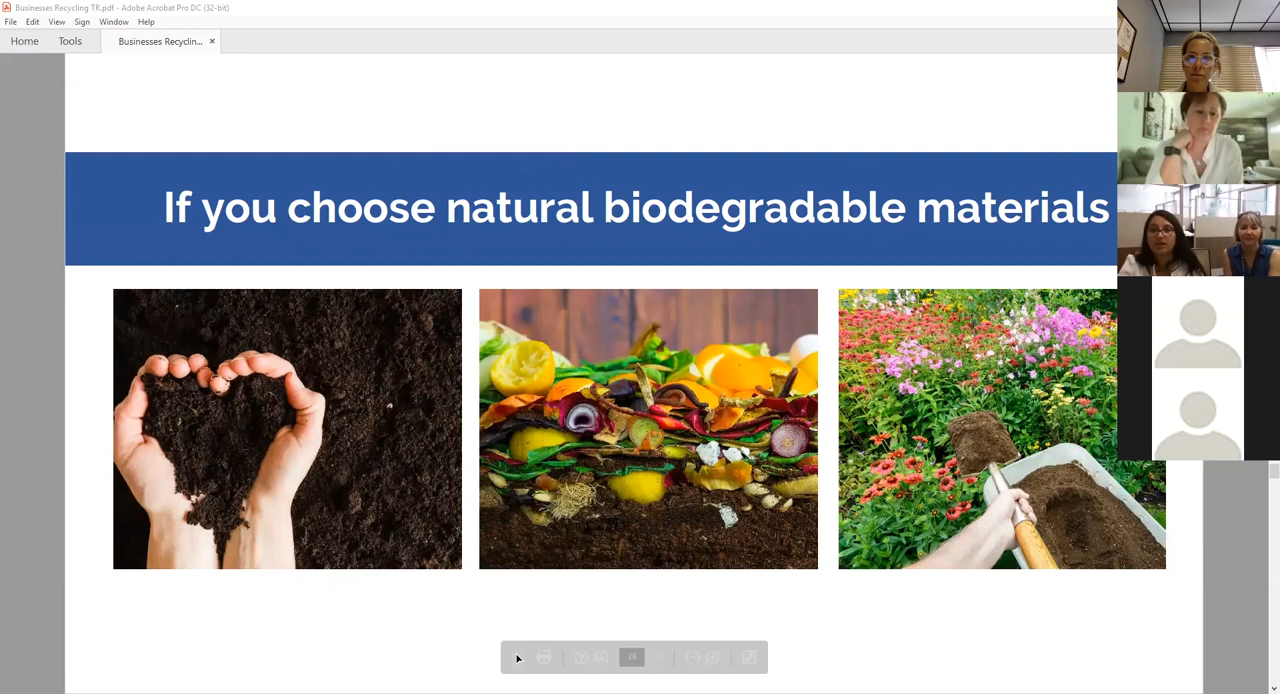 Businesses Recycling TR.pdf - Adobe Acrobat Pro DC (32-bit)
File Edit View Sign Window Help
Home Tools Businesses Recyclin... ×
If you choose natural biodegradable materials
20